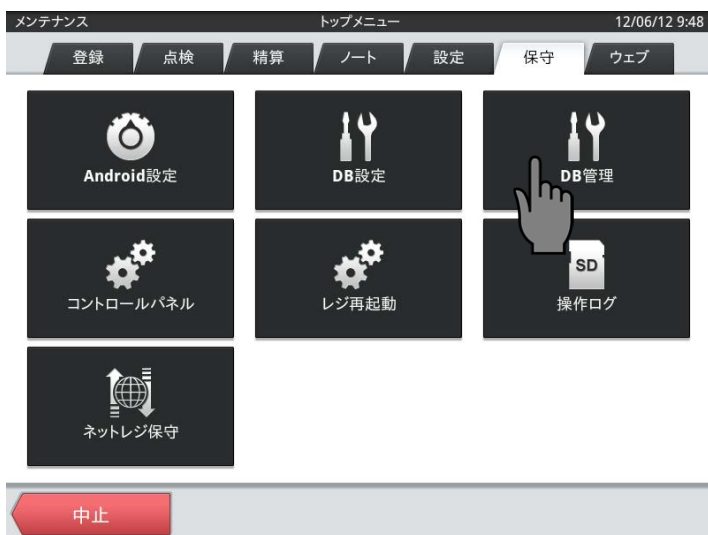 メンテナンス
トップメニュー
12/06/12 9:48
登録
点検
精算
ノート
設定
保守
ウェブ
Android設定
DB設定
DB管理
コントロールパネル
レジ再起動
SD
操作ログ
ネットレジ保守
中止